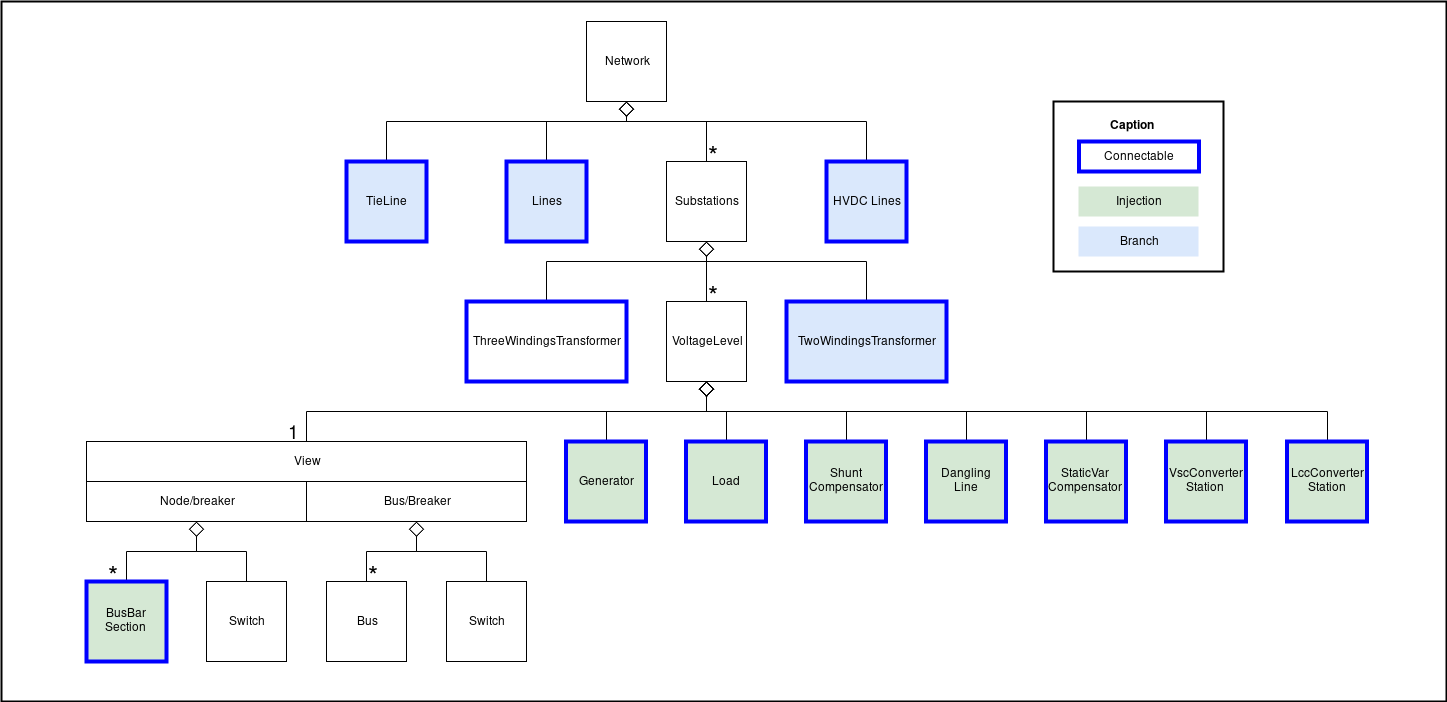 Network
Caption
Connectable
Injection
Branch
*
TieLine
Lines
Substations
HVDC Lines
*
ThreeWindingsTransformer
VoltageLevel
TwoWindingsTransformer
1
View
Node/breaker
Bus/Breaker
Generator
Load
Shunt
Compensator
Dangling
Line
StaticVar
Compensator
VscConverter
Station
LccConverter
Station
*
*
BusBar
Section
Switch
Bus
Switch